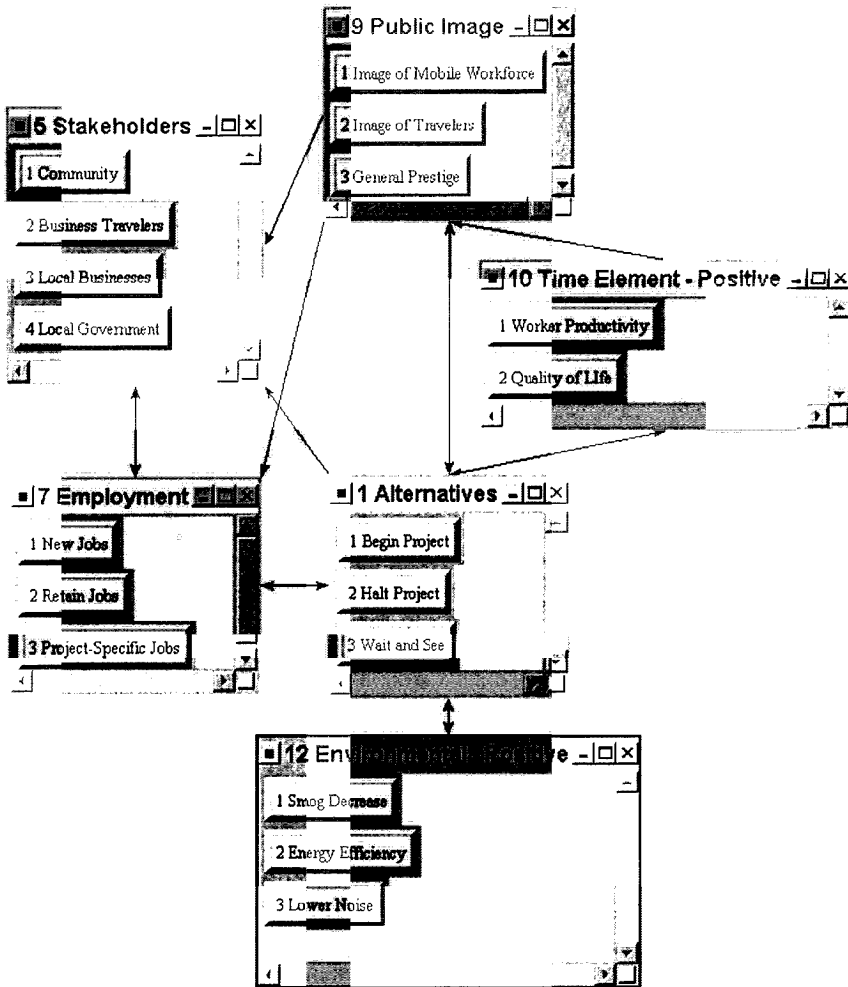 9 Public Image
1 Image of Mobile Workforce
2 Image of Travelers
3 General Prestige
5 Stakeholders
1 Community
2 Business Travelers
3 Local Businesses
4 Local Government
10 Time Element - Positive
1 Worker Productivity
2 Quality of LIfe
7 Employment
1 New Jobs
2 Retain Jobs
3 Project-Specific Jobs
1 Alternatives
1 Begin Project
2 Halt Project
3 Wait and See
12 Environmental - Positive
1 Smog Decrease
2 Energy Efficiency
3 Lower Noise